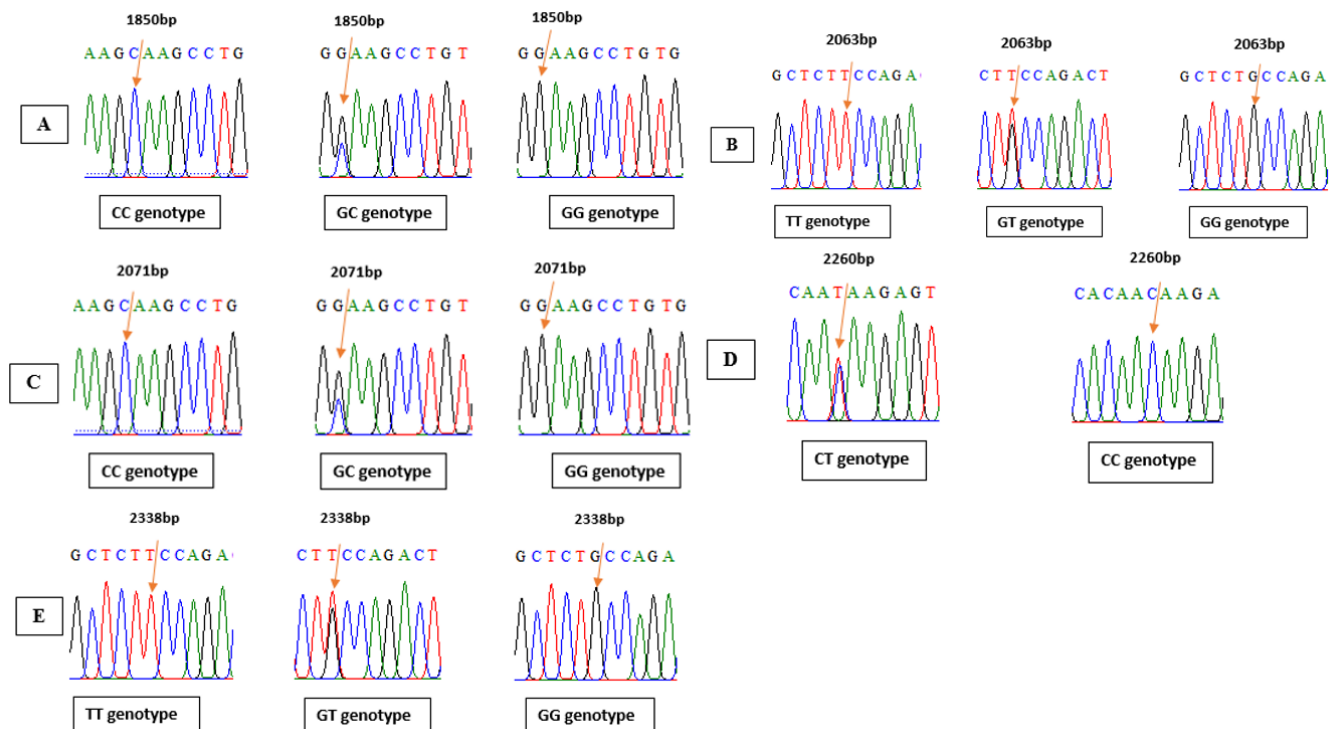 1850bp
AAGCAAGCCTG
CC genotype
1850bp
GGAAGCCTGT
GC genotype
1850bp
GGAAGCCTGTG
GG genotype
A
2063bp
GCTCTTCCAGA
TT genotype
2063bp
CTTCCAGACT
GT genotype
2063bp
GCTCTGCCAGA
GG genotype
B
2071bp
AAGCAAGCCTG
CC genotype
2071bp
GGAAGCCTGT
GC genotype
2071bp
GGAAGCCTGTG
GG genotype
C
2260bp
CAATAAGAGT
CT genotype
2260bp
CACAACAAGA
CC genotype
D
2338bp
GCTCTTCCAGA
TT genotype
2338bp
CTTCCAGACT
GT genotype
2338bp
GCTCTGCCAGA
GG genotype
E